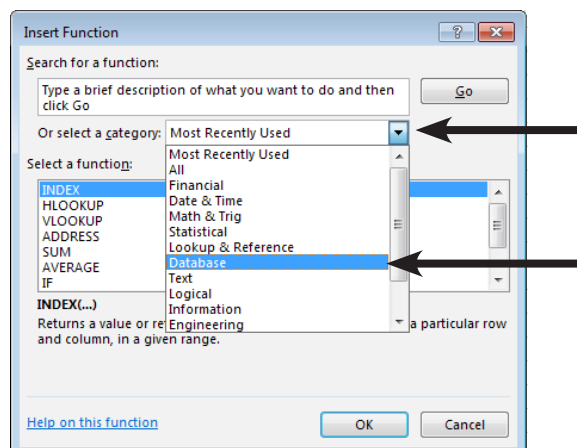 Insert Function
Search for a function:
Type a brief description of what you want to do and then
click Go
Go
Or select a category: Most Recently Used
Most Recently Used
All
Financial
Date & Time
Math & Trig
Statistical
Lookup & Reference
Database
Text
Logical
Information
Engineering
Select a function:
INDEX
HLOOKUP
VLOOKUP
ADDRESS
SUM
AVERAGE
IF
INDEX(...)
Returns a value or re a particular row
and column, in a given range.
Help on this function
OK
Cancel